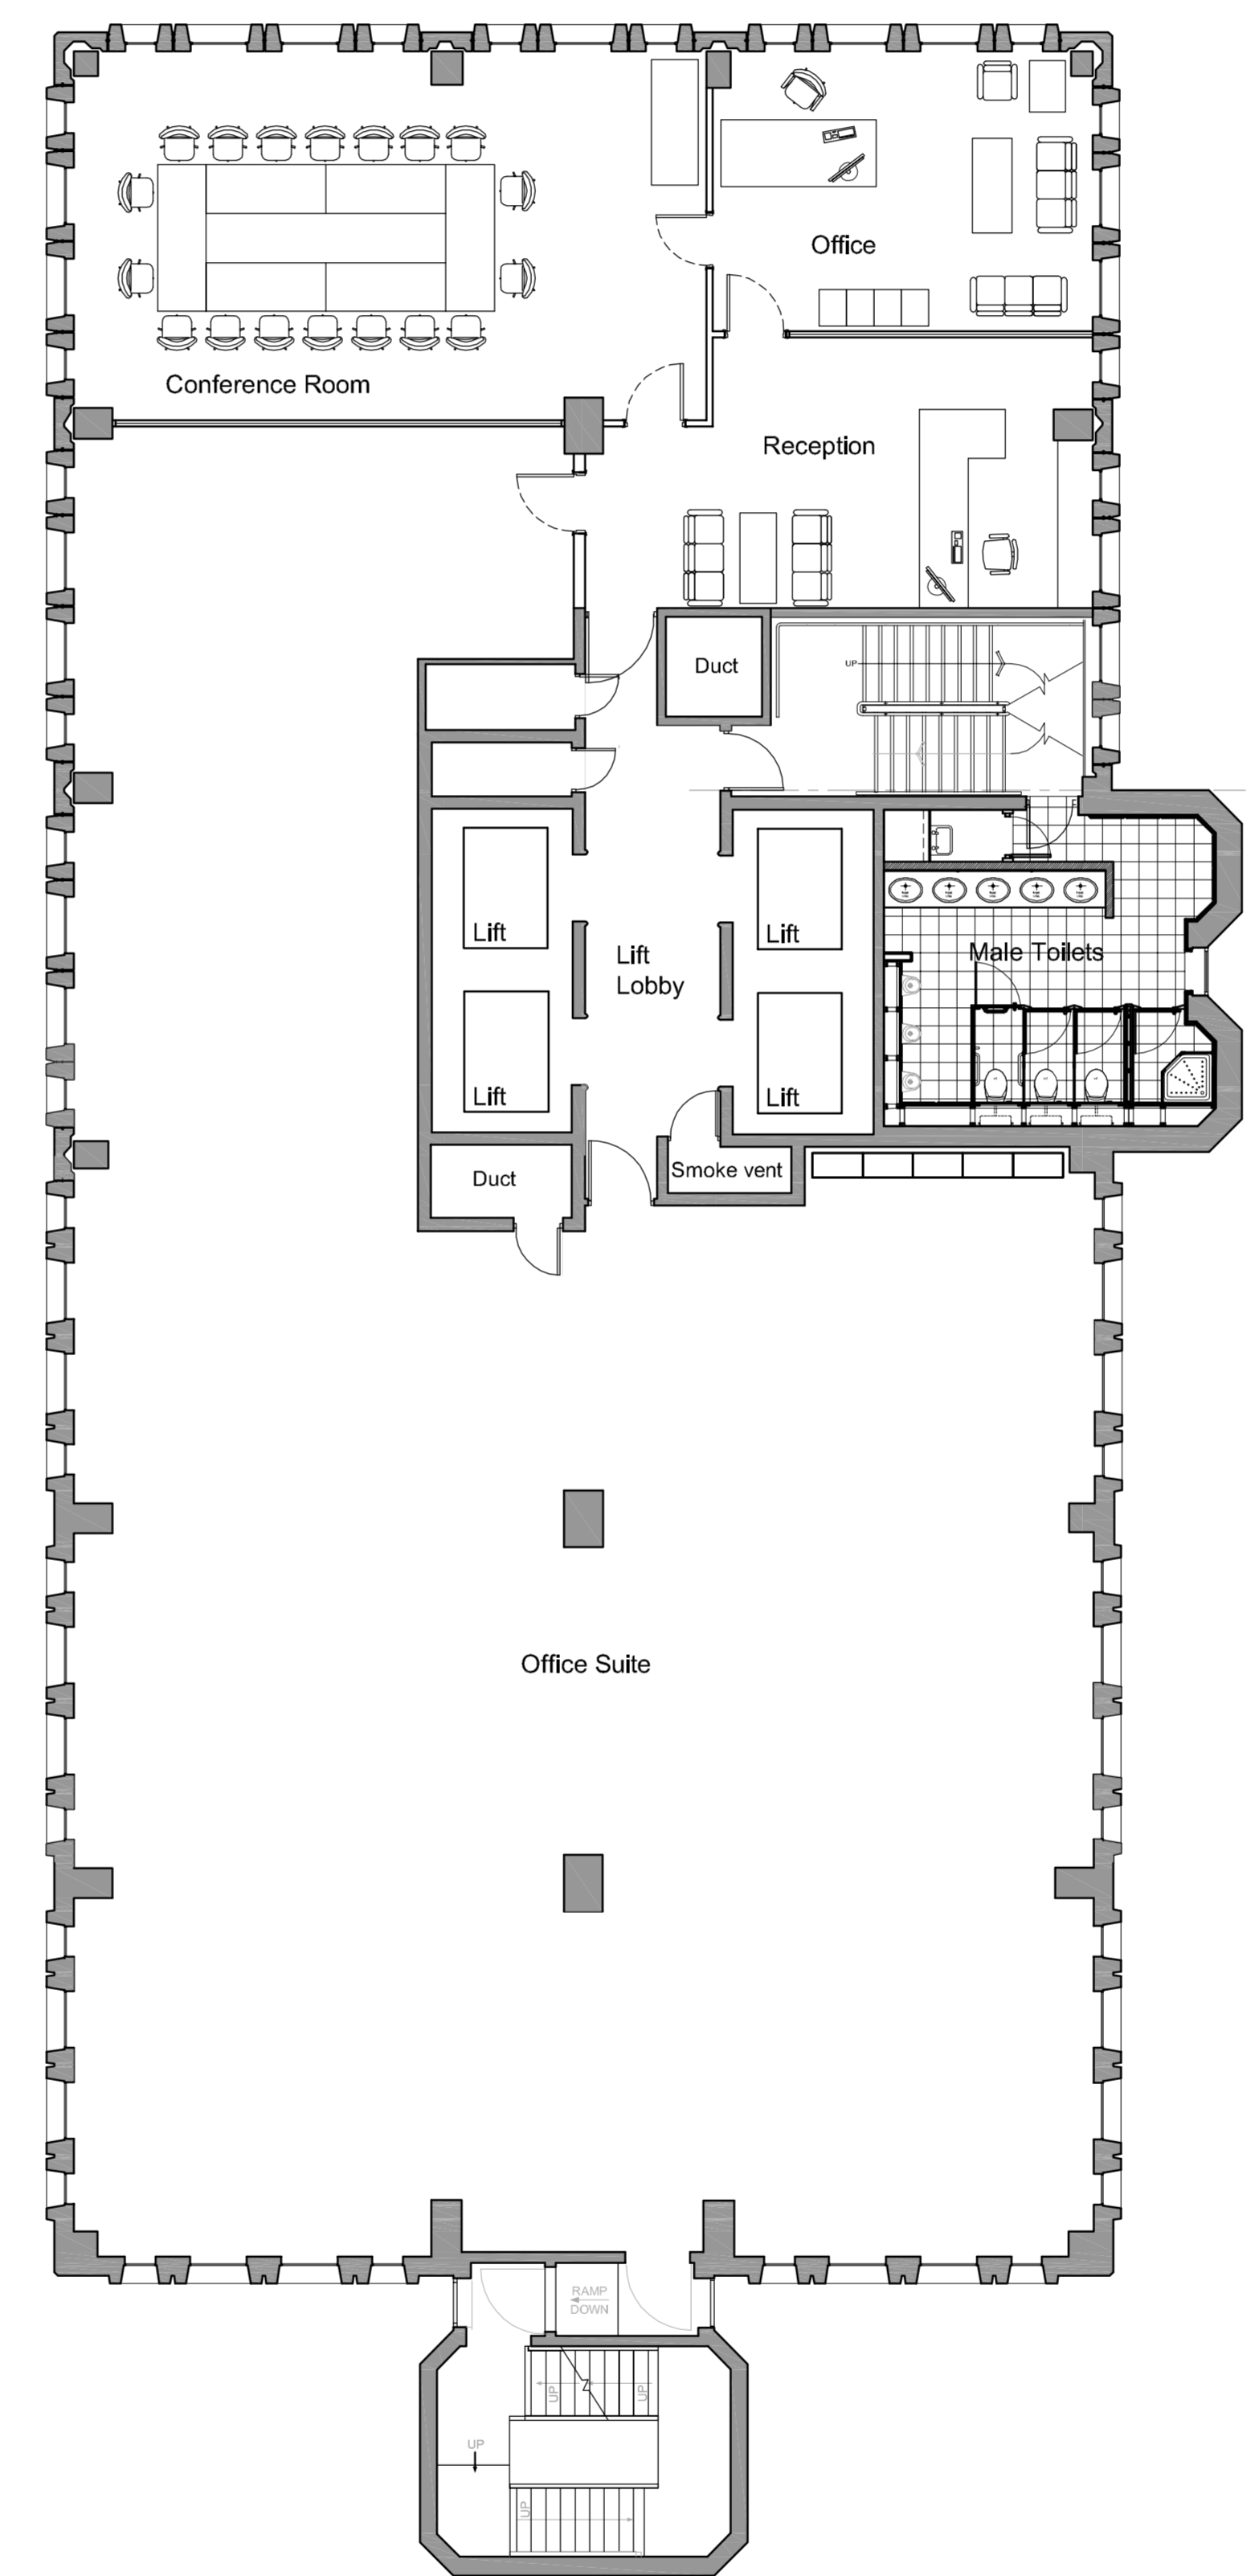 Office
Conference Room
Reception
Duct
UP
Lift
Lift
Lift
Lobby
Male Toilets
Lift
Lift
Duct
Smoke vent
Office Suite
RAMP
DOWN
UP
UP
UP
UP